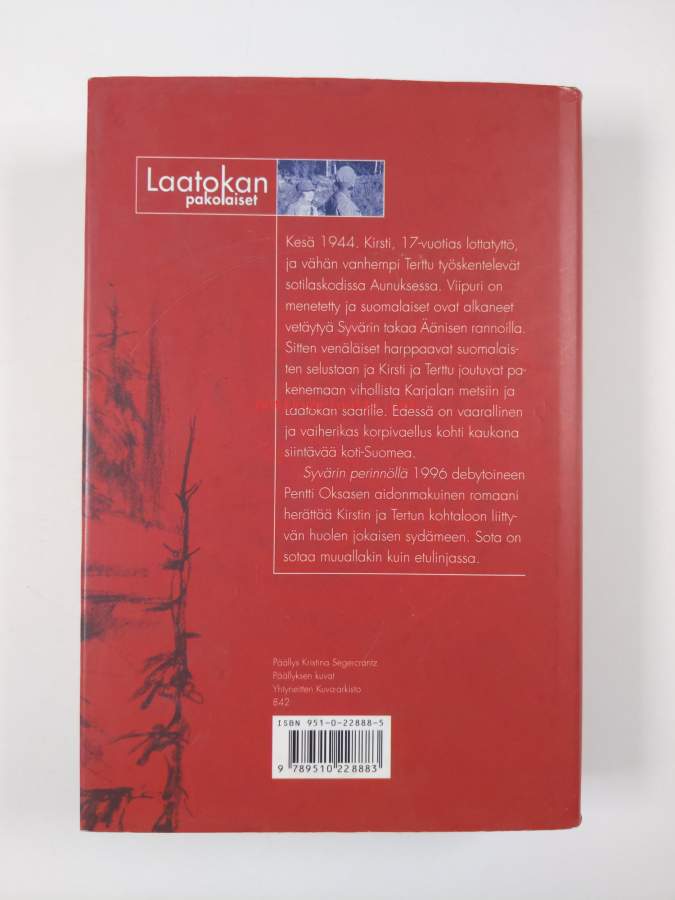 Laatokan
pakolaiset
Kesä 1944. Kirsti, 17-vuotias lottatyttö,
ja vähän vanhempi Terttu työskentelevät
sotilaskodissa Aunuksessa. Viipuri on
menetetty ja suomalaiset ovat alkaneet
vetäytyä Syvärin takaa Äänisen rannoilla.
Sitten venäläiset harppaavat suomalais-
ten selustaan ja Kirsti ja Terttu joutuvat pa-
kenemaan vihollista Karjalan metsiin ja
Laatokan saarille. Edessä on vaarallinen
ja vaiherikas korpivaellus kohti kaukana
siintävää koti-Suomea.
Syvärin perinnöllä 1996 debytoineen
Pentti Oksasen aidonmakuinen romaani
herättää Kirstin ja Tertun kohtaloon liitty-
vän huolen jokaisen sydämeen. Sota on
sotaa muuallakin kuin etulinjassa.
Päällys Kristina Segercrantz
Päällyksen kuvat
Yhtyneitten Kuva-arkisto
842
ISBN 951-0-22888-5
9 789510 228883